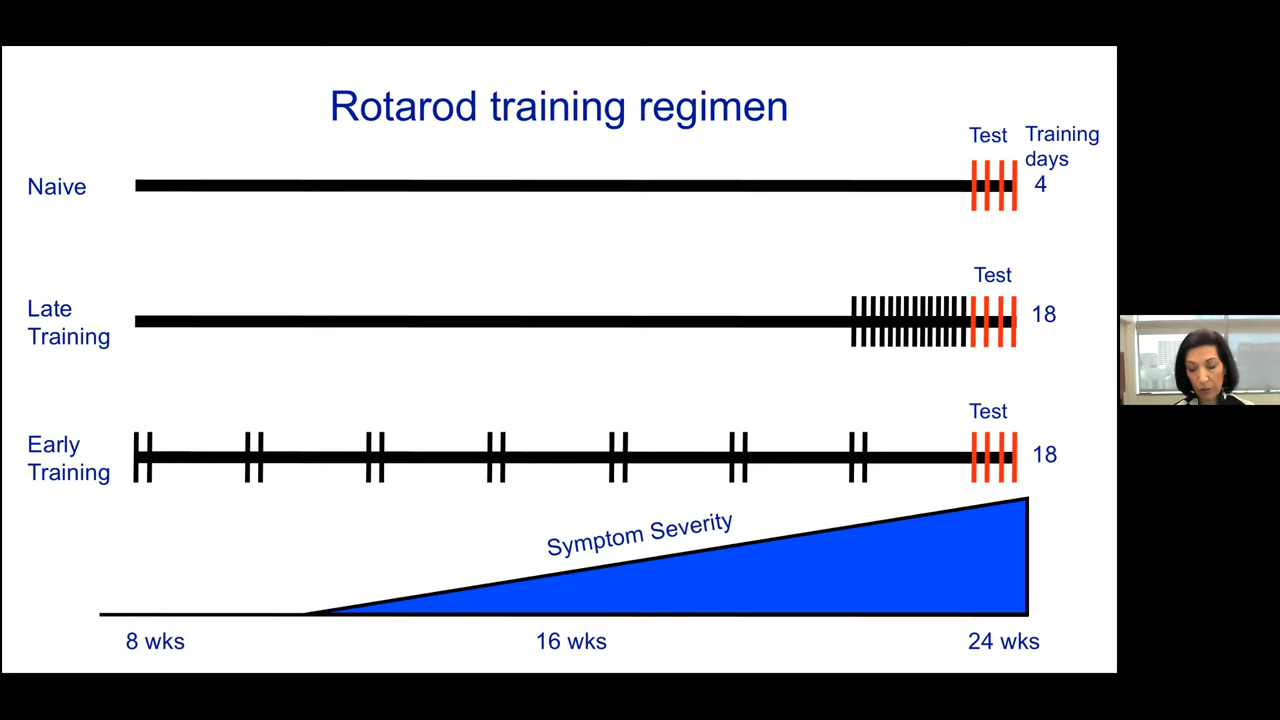 Rotarod training regimen
Test
Training
days
Naive
4
Test
Late
Training
18
Test
Early
Training
18
Symptom Severity
8 wks
16 wks
24 wks